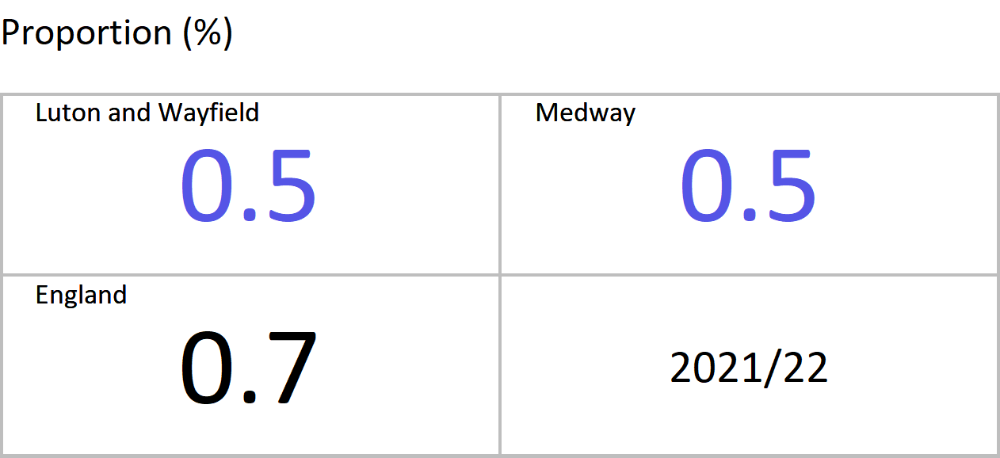 Proportion (%)
Luton and Wayfield
0.5
Medway
0.5
England
0.7
2021/22